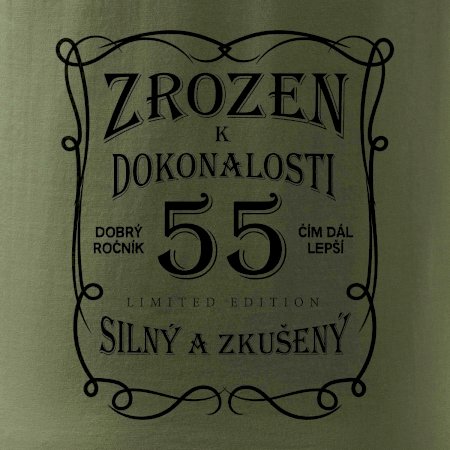 ZROZEN
K
DOKONALOSTI
DOBRÝ
ROČNÍK
55
ČÍM DÁL
LEPŠÍ
LIMITED EDITION
SILNÝ A ZKUŠENÝ